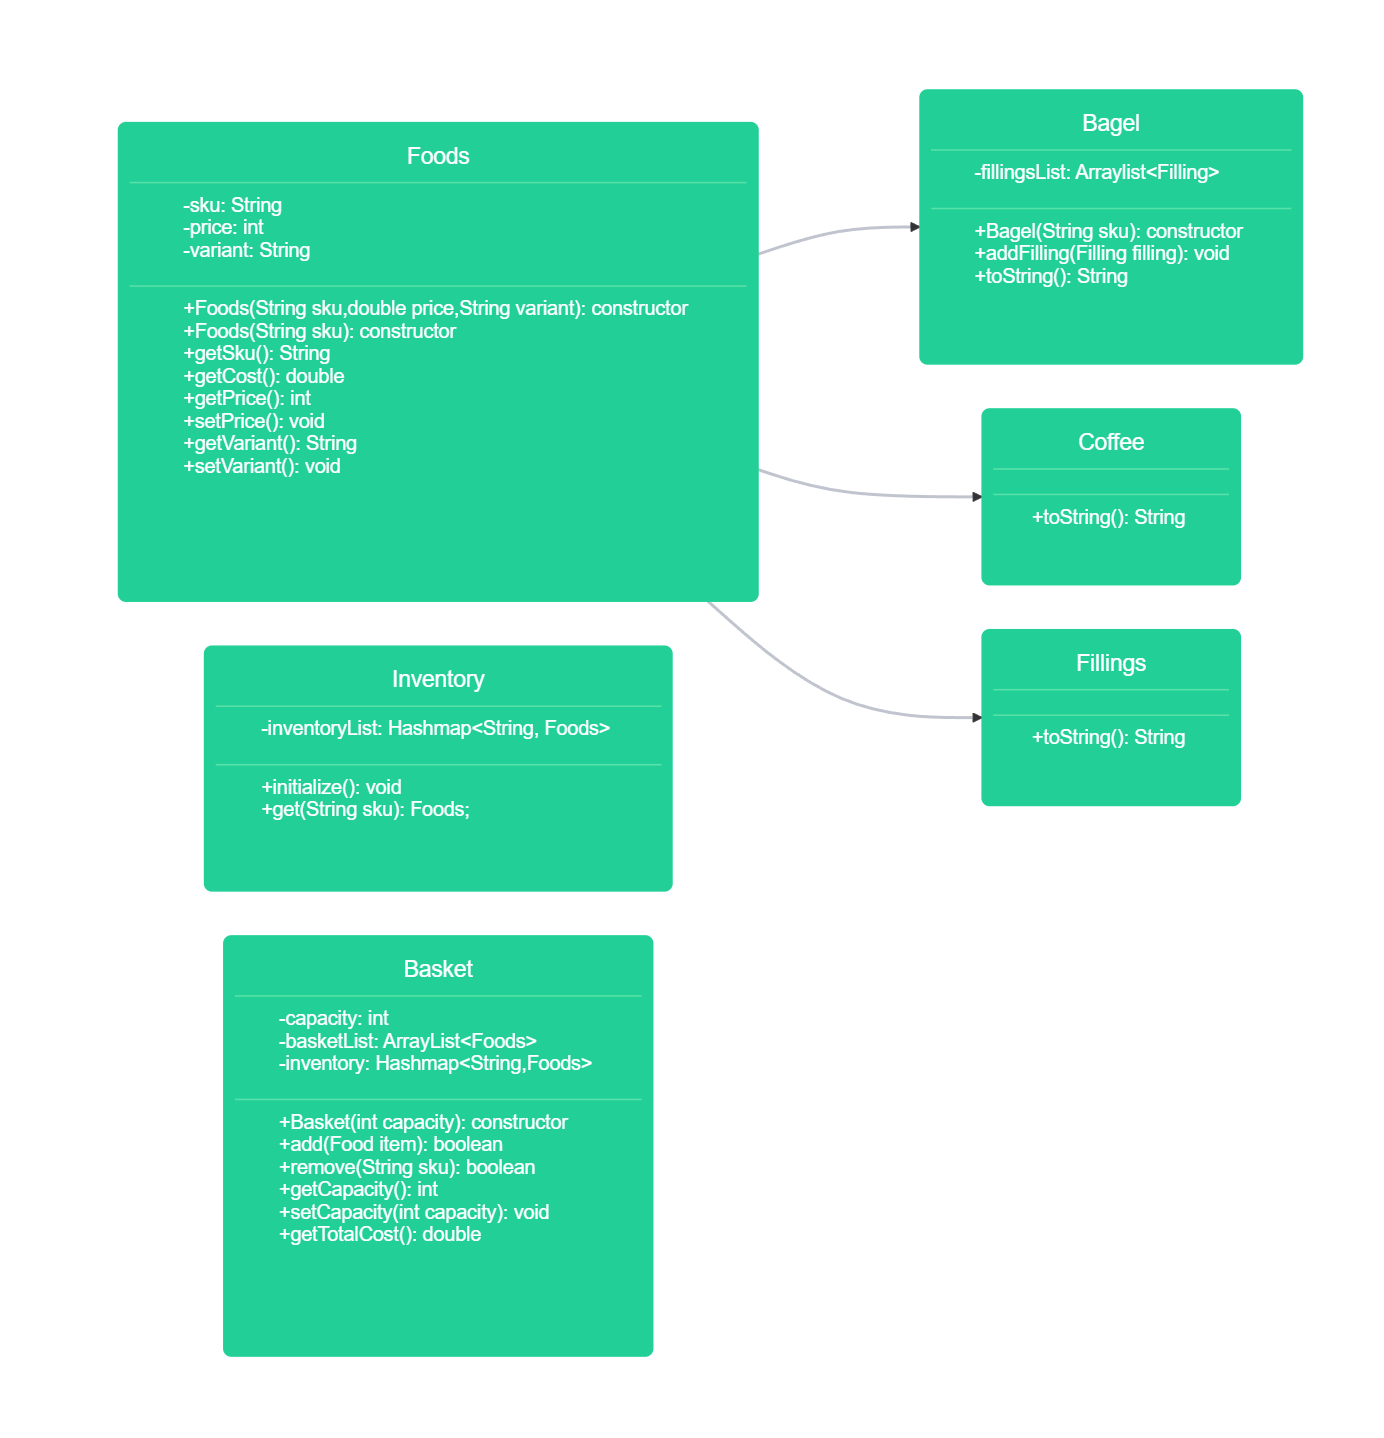 Foods
-sku: String
-price: int
-variant: String
+Foods(String sku,double price,String variant): constructor
+Foods(String sku): constructor
+getSku(): String
+getCost(): double
+getPrice(): int
+setPrice(): void
+getVariant(): String
+setVariant(): void
Bagel
-fillingsList: Arraylist<Filling>
+Bagel(String sku): constructor
+addFilling(Filling filling): void
+toString(): String
Coffee
+toString(): String
Fillings
+toString(): String
Inventory
-inventoryList: Hashmap<String, Foods>
+initialize(): void
+get(String sku): Foods;
Basket
-capacity: int
-basketList: ArrayList<Foods>
-inventory: Hashmap<String,Foods>
+Basket(int capacity): constructor
+add(Food item): boolean
+remove(String sku): boolean
+getCapacity(): int
+setCapacity(int capacity): void
+getTotalCost(): double